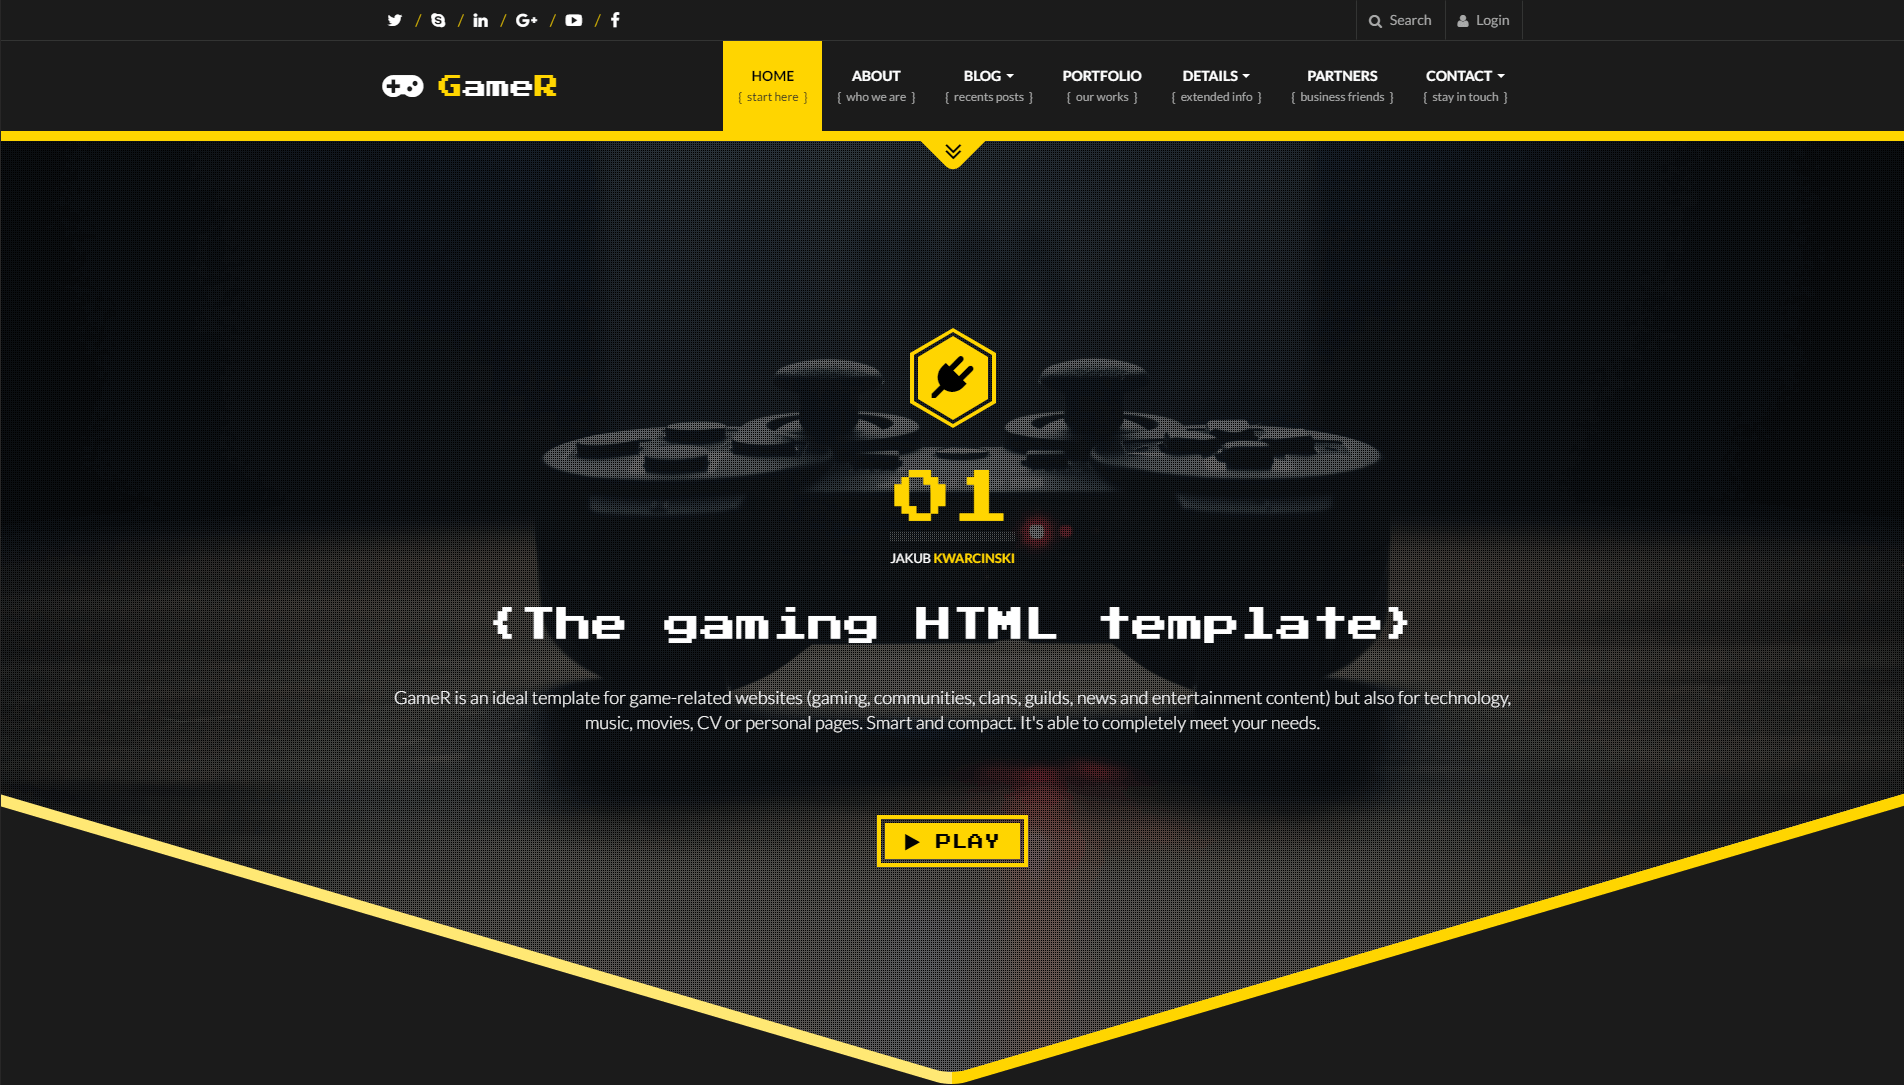 Search
Login
GameR
HOME
{ start here }
ABOUT
{ who we are }
BLOG
{ recents posts }
PORTFOLIO
{ our works }
DETAILS
{ extended info }
PARTNERS
{ business friends }
CONTACT
{ stay in touch }
01
JAKUB KWARCINSKI
{The gaming HTML template}
GameR is an ideal template for game-related websites (gaming, communities, clans, guilds, news and entertainment content) but also for technology,
music, movies, CV or personal pages. Smart and compact. It's able to completely meet your needs.
PLAY